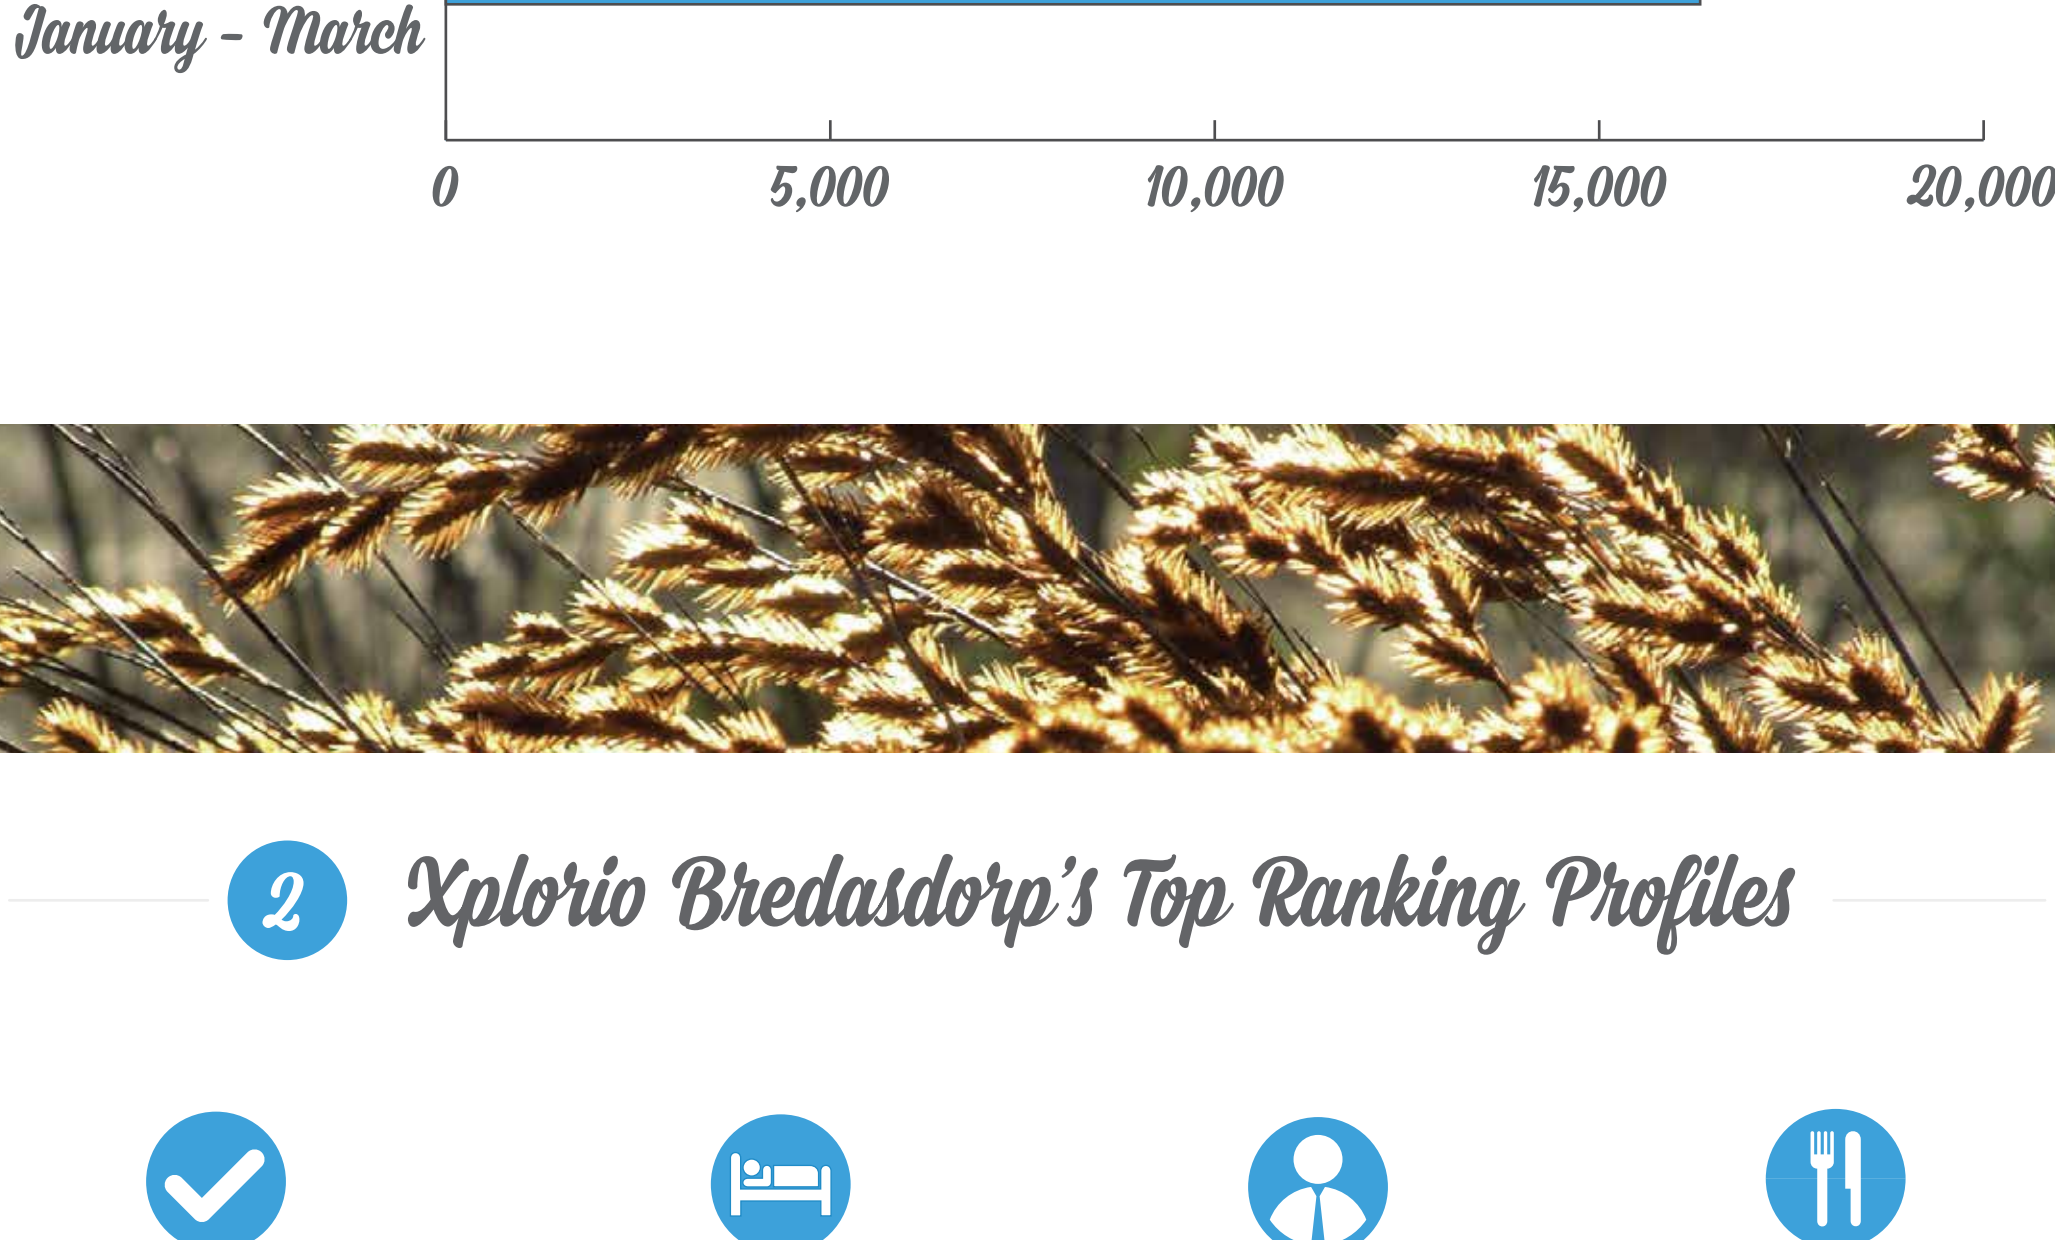 January - March
0 5,000 10,000 15,000 20,000
2 Xplorio Bredasdorp's Top Ranking Profiles